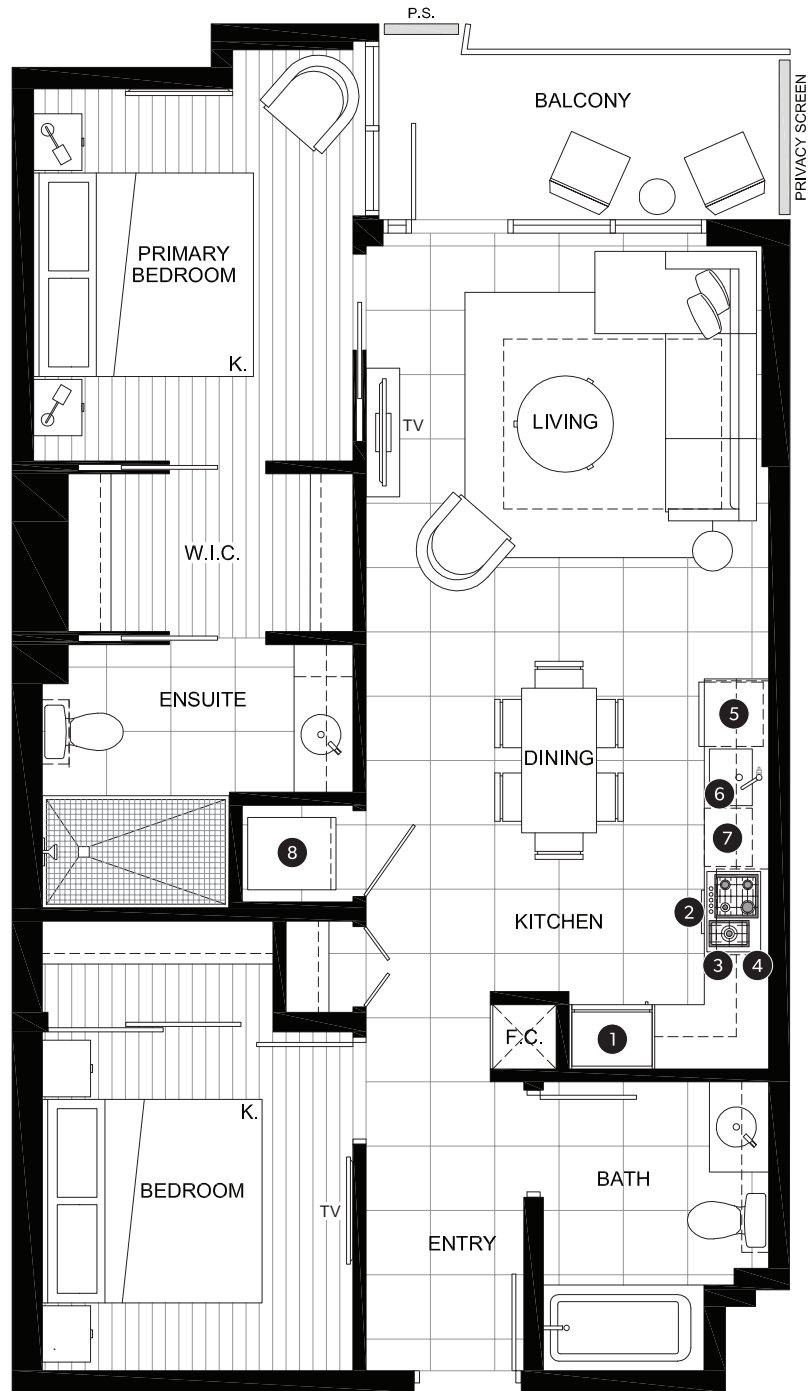 P.S.
BALCONY
PRIVACY SCREEN
PRIMARY
BEDROOM
K.
TV
LIVING
W.I.C.
ENSUITE
5
DINING
6
7
8
2
KITCHEN
3
4
F.C.
1
K.
BEDROOM
BATH
TV
ENTRY